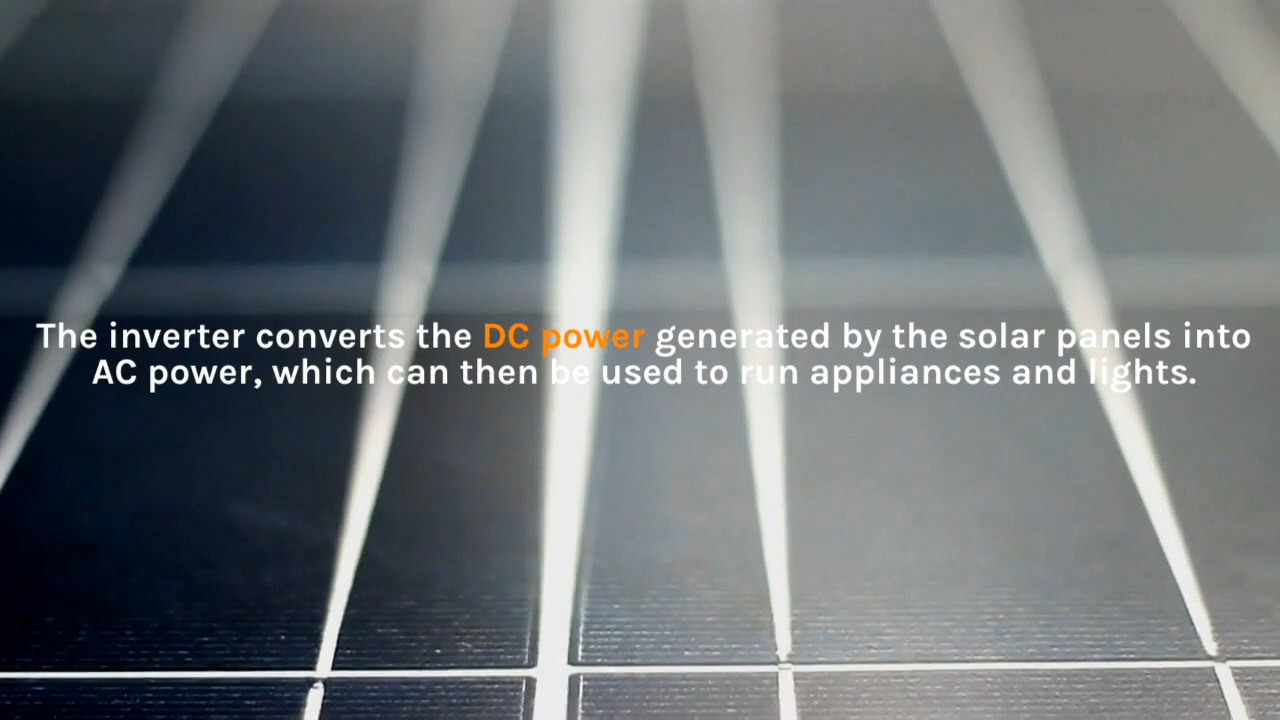 The inverter converts the DC power generated by the solar panels into
AC power, which can then be used to run appliances and lights.